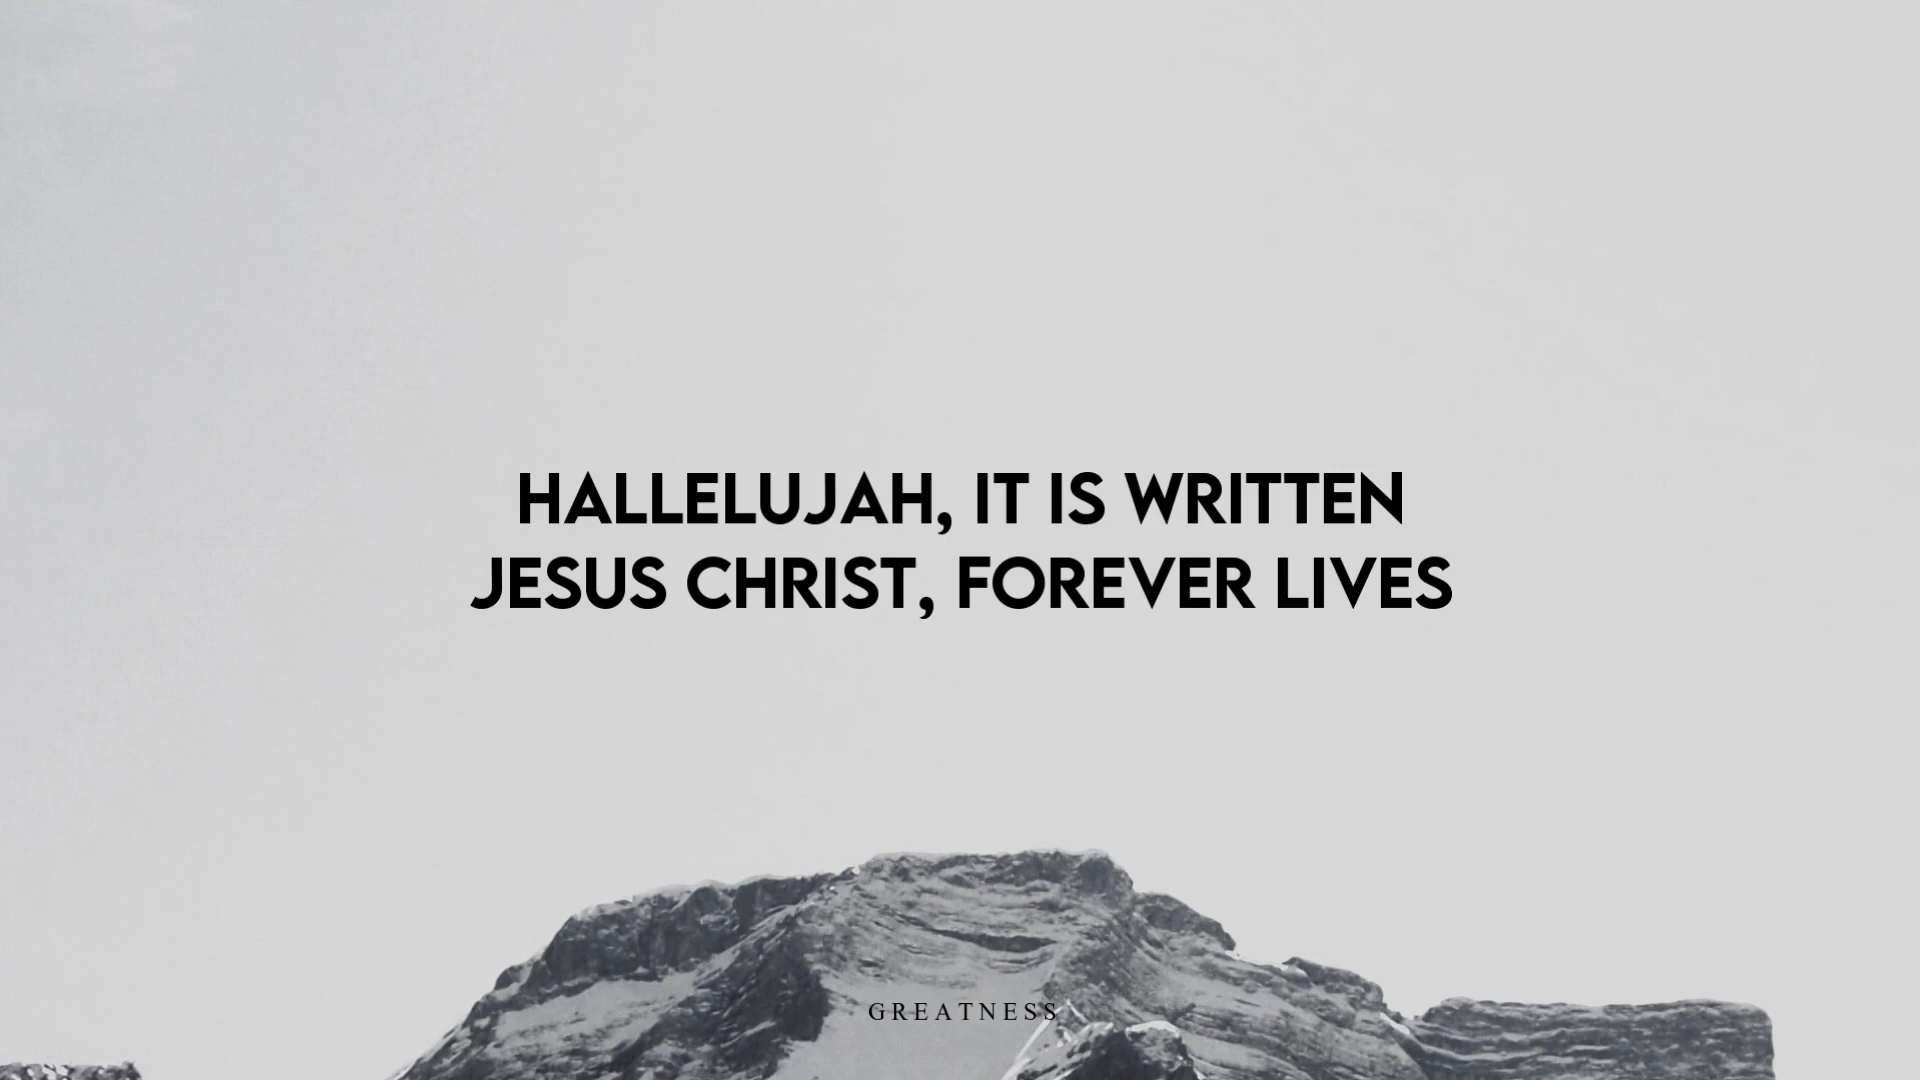 HALLELUJAH, IT IS WRITTEN
JESUS CHRIST, FOREVER LIVES
GREATNESS